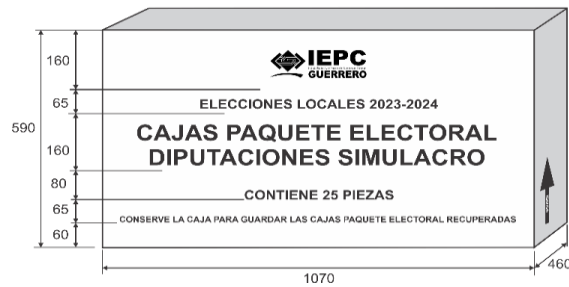 IEPC
GUERRERO
160
65
590
ELECCIONES LOCALES 2023-2024
CAJAS PAQUETE ELECTORAL
160
DIPUTACIONES SIMULACRO
80
CONTIENE 25 PIEZAS
65
CONSERVE LA CAJA PARA GUARDAR LAS CAJAS PAQUETE ELECTORAL RECUPERADAS
60
1070
460